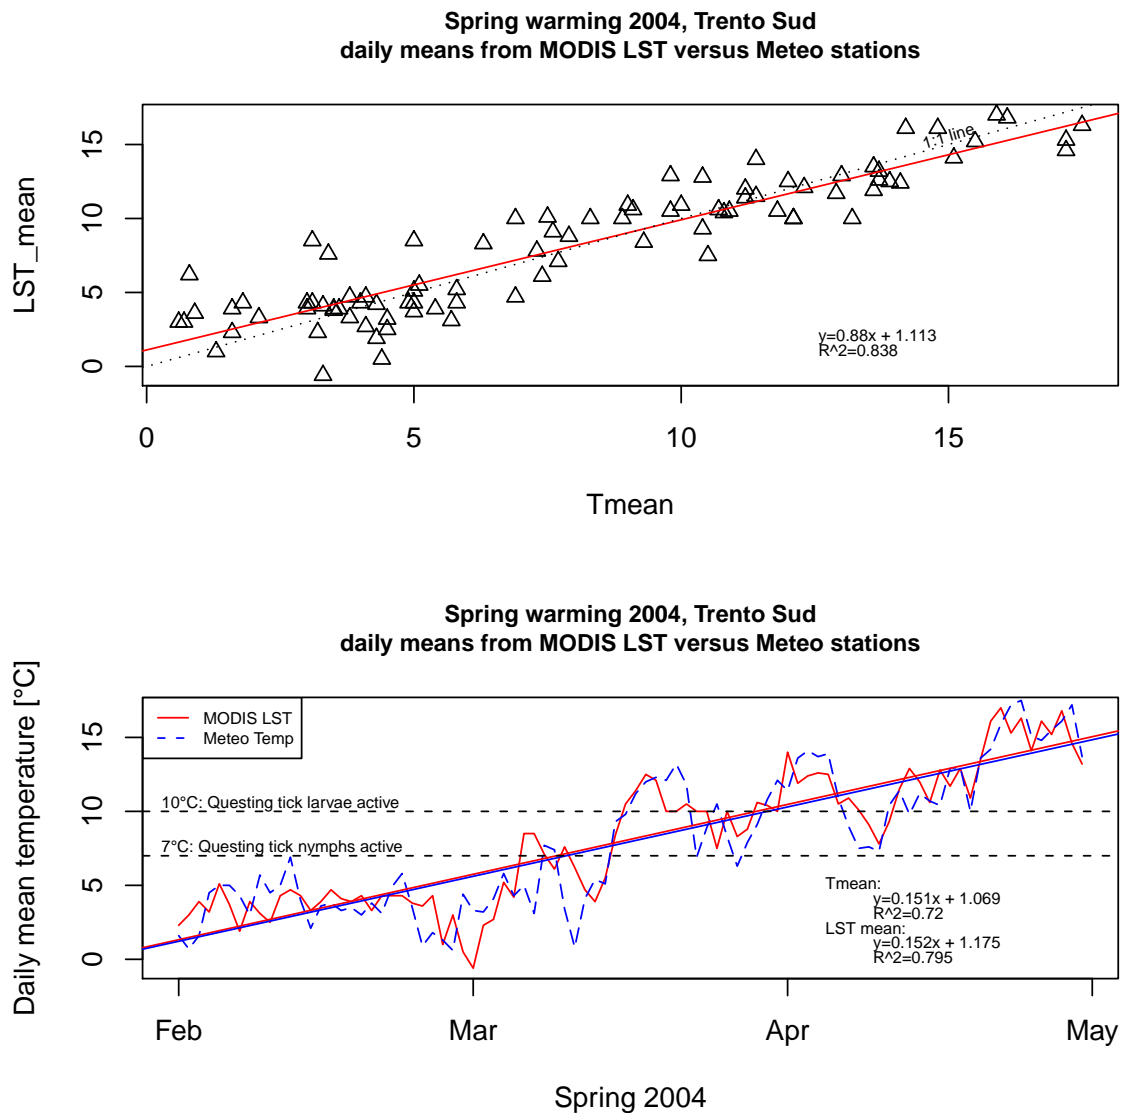 Spring warming 2004, Trento Sud
daily means from MODIS LST versus Meteo stations
LST_mean
15
10
5
0
1:1 line
y=0.88x + 1.113
R^2=0.838
0 5 10 15
Tmean
Spring warming 2004, Trento Sud
daily means from MODIS LST versus Meteo stations
Daily mean temperature [°C]
15
10
5
0
MODIS LST
Meteo Temp
10°C: Questing tick larvae active
7°C: Questing tick nymphs active
Tmean:
y=0.151x + 1.069
R^2=0.72
LST mean:
y=0.152x + 1.175
R^2=0.795
Feb Mar Apr May
Spring 2004